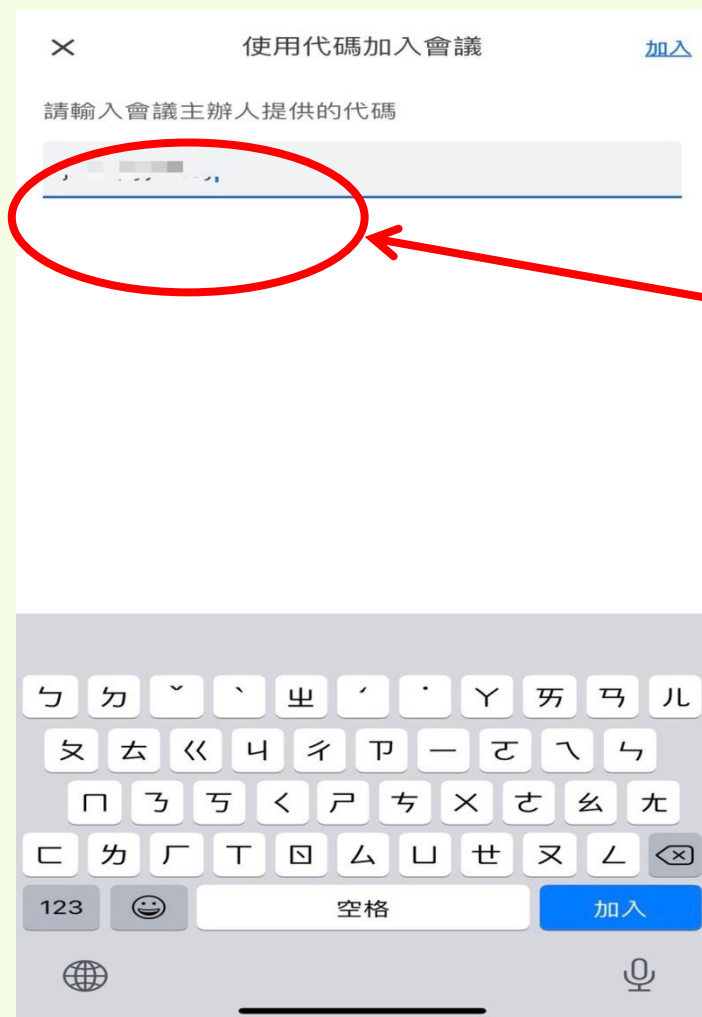 使用代碼加入會議 加入
請輸入會議主辦人提供的代碼
ㄅ ㄉ ˇ ˋ ㄓ ˊ ˙ ㄚ ㄞ ㄢ ㄦ
ㄆ ㄊ ㄍ ㄐ ㄔ ㄗ ㄧ ㄛ ㄟ ㄣ
ㄇ ㄋ ㄎ ㄑ ㄕ ㄘ ㄨ ㄜ ㄠ ㄤ
ㄈ ㄌ ㄏ ㄒ ㄖ ㄙ ㄩ ㄝ ㄡ ㄥ
123 空格 加入